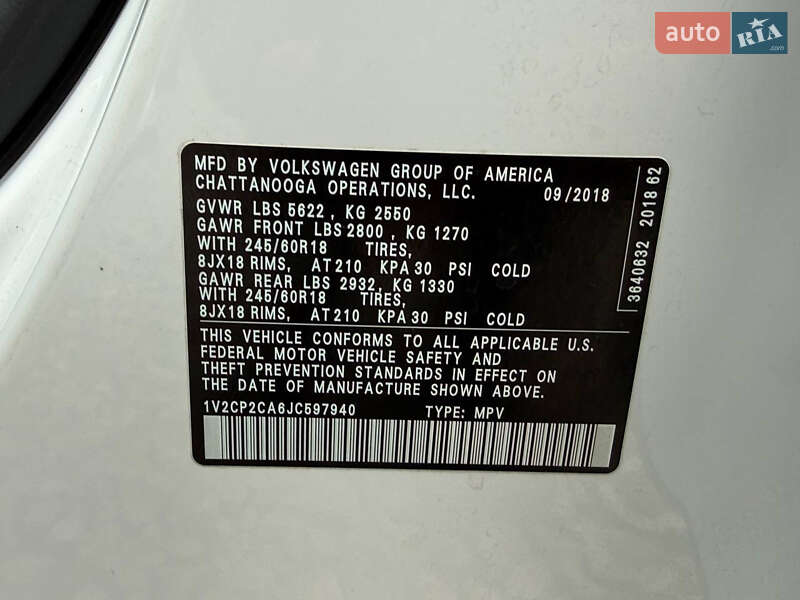 auto RIA .com
MFD BY VOLKSWAGEN GROUP OF AMERICA
CHATTANOOGA OPERATIONS, LLC. 09/2018
GVWR LBS 5622, KG 2550
GAWR FRONT LBS 2800, KG 1270
WITH 245/60R18 TIRES,
8JX18 RIMS, AT 210 KPA 30 PSI COLD
GAWR REAR LBS 2932, KG 1330
WITH 245/60R18 TIRES,
8JX18 RIMS, AT 210 KPA 30 PSI COLD
THIS VEHICLE CONFORMS TO ALL APPLICABLE U.S.
FEDERAL MOTOR VEHICLE SAFETY AND
THEFT PREVENTION STANDARDS IN EFFECT ON
THE DATE OF MANUFACTURE SHOWN ABOVE.
1V2CP2CA6JC597940 TYPE: MPV
3640632 2018 62